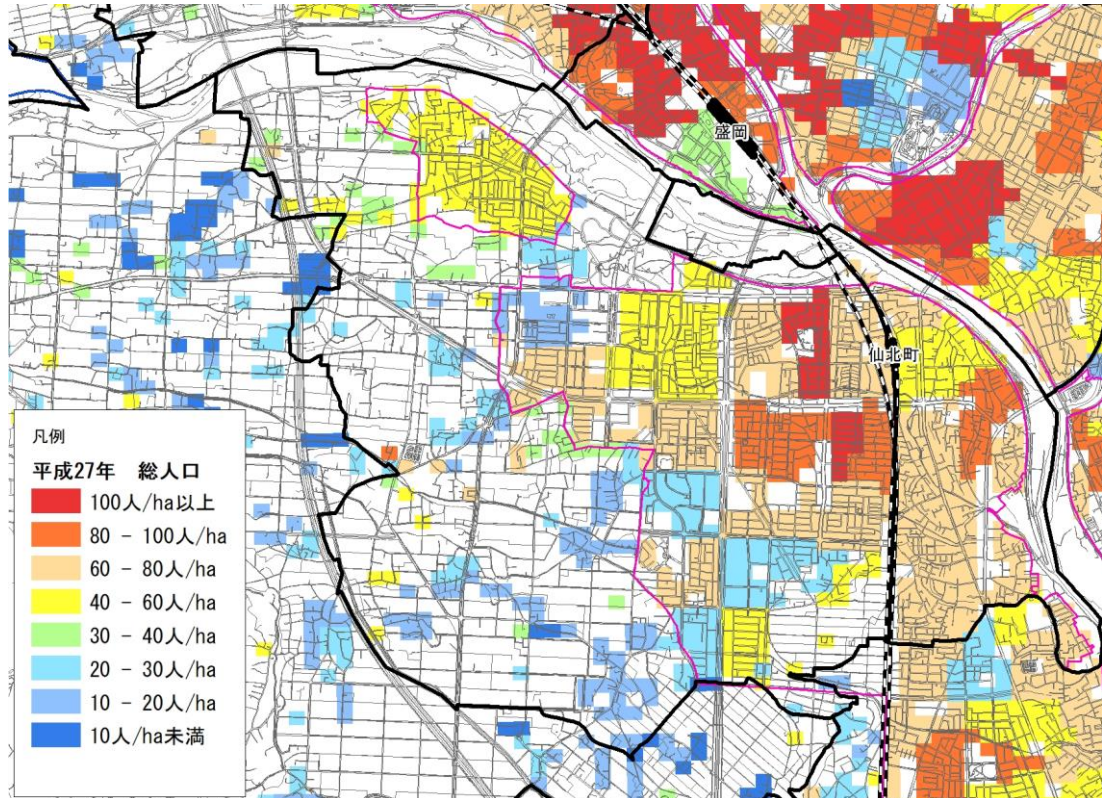 盛岡
仙北町
凡例
平成27年 総人口
100人/ha以上
80 - 100人/ha
60 - 80人/ha
40 - 60人/ha
30 - 40人/ha
20 - 30人/ha
10 - 20人/ha
10人/ha未満